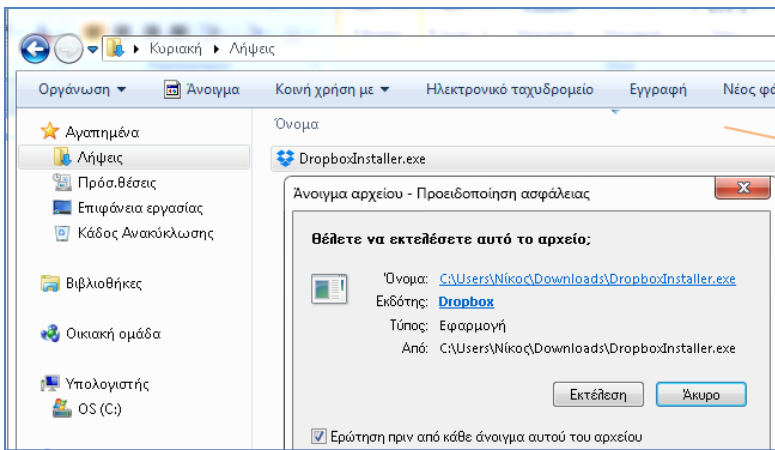 Κυριακή Λήψεις
Οργάνωση Άνοιγμα Κοινή χρήση με Ηλεκτρονικό ταχυδρομείο Εγγραφή Νέος φά
Αγαπημένα
Λήψεις
Πρόσ.θέσεις
Επιφάνεια εργασίας
Κάδος Ανακύκλωσης
Βιβλιοθήκες
Οικιακή ομάδα
Υπολογιστής
OS (C:)
Όνομα
DropboxInstaller.exe
Άνοιγμα αρχείου - Προειδοποίηση ασφάλειας
Θέλετε να εκτελέσετε αυτό το αρχείο;
Όνομα: C:\Users\Νίκος\Downloads\DropboxInstaller.exe
Εκδότης: Dropbox
Τύπος: Εφαρμογή
Από: C:\Users\Νίκος\Downloads\DropboxInstaller.exe
Εκτέλεση Άκυρο
Ερώτηση πριν από κάθε άνοιγμα αυτού του αρχείου